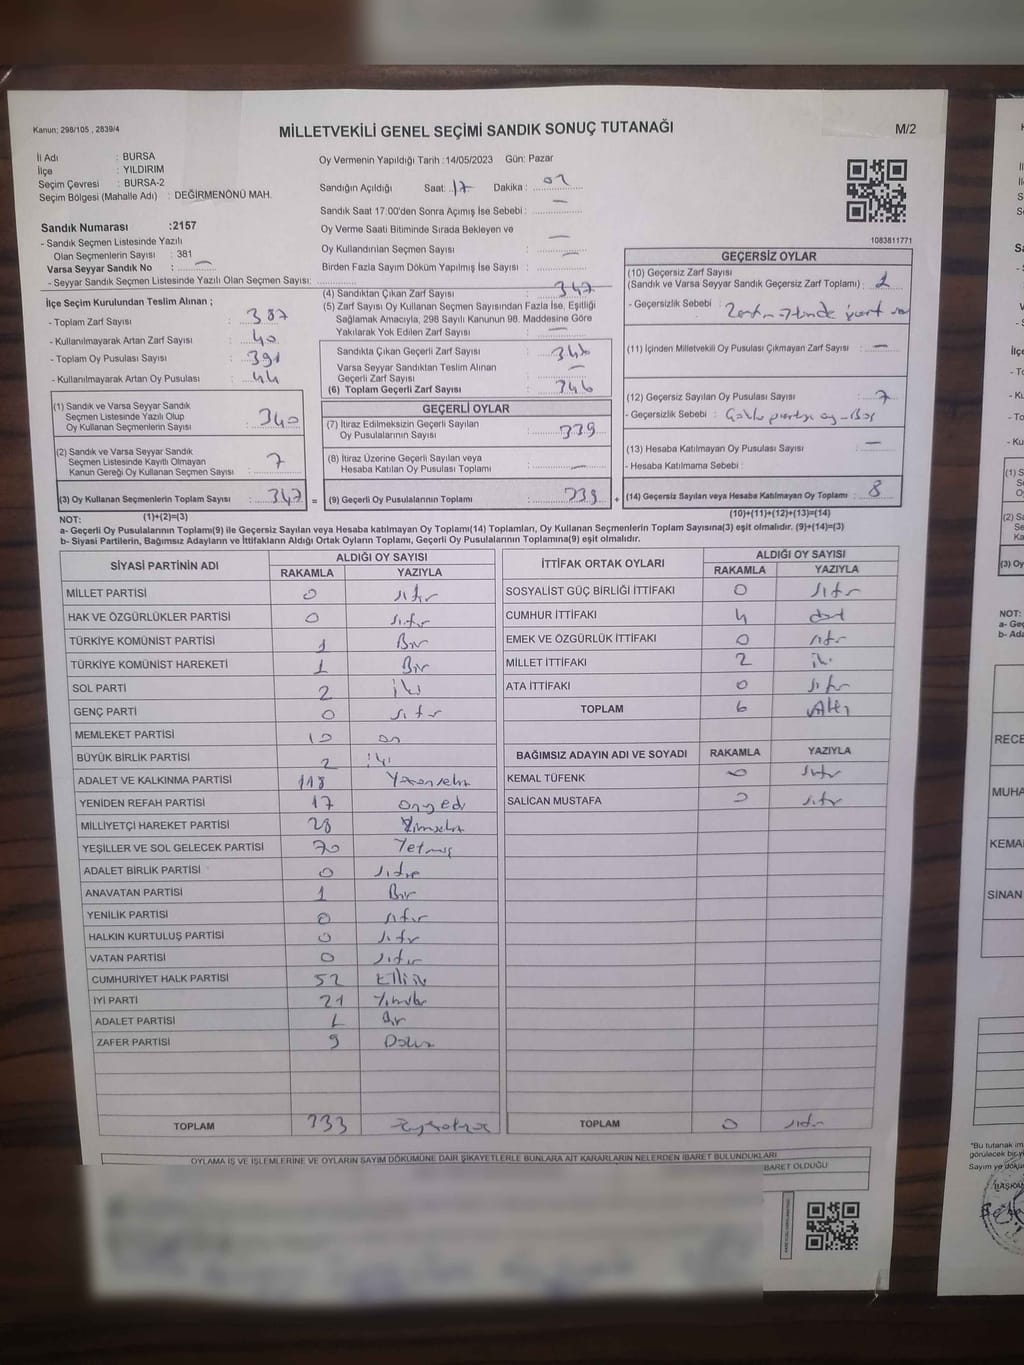 Kanun; 298/105 , 2839/4
MİLLETVEKİLİ GENEL SEÇİMİ SANDIK SONUÇ TUTANAĞI
M/2
İl Adı : BURSA
İlçe : YILDIRIM
Seçim Çevresi : BURSA-2
Seçim Bölgesi (Mahalle Adı) : DEĞİRMENÖNÜ MAH.
Oy Vermenin Yapıldığı Tarih :14/05/2023 Gün: Pazar
Sandığın Açıldığı Saat: 17 Dakika :
Sandık Saat 17:00'den Sonra Açımış İse Sebebi : —
Oy Verme Saati Bitiminde Sırada Bekleyen ve
Oy Kullandırılan Seçmen Sayısı : —
Birden Fazla Sayım Döküm Yapılmış İse Sayısı :
1083811771
Sandık Numarası :2157
- Sandık Seçmen Listesinde Yazılı
Olan Seçmenlerin Sayısı : 381
Varsa Seyyar Sandık No : —
- Seyyar Sandık Seçmen Listesinde Yazılı Olan Seçmen Sayısı:
İlçe Seçim Kurulundan Teslim Alınan ;
- Toplam Zarf Sayısı : 387
- Kullanılmayarak Artan Zarf Sayısı : 40
- Toplam Oy Pusulası Sayısı : 391
- Kullanılmayarak Artan Oy Pusulası : 44
(1) Sandık ve Varsa Seyyar Sandık
Seçmen Listesinde Yazılı Olup
Oy Kullanan Seçmenlerin Sayısı : 340
(2) Sandık ve Varsa Seyyar Sandık
Seçmen Listesinde Kayıtlı Olmayan
Kanun Gereği Oy Kullanan Seçmen Sayısı : 7
(3) Oy Kullanan Seçmenlerin Toplam Sayısı : 347
(1)+(2)=(3)
(4) Sandıktan Çıkan Zarf Sayısı : 347
(5) Zarf Sayısı Oy Kullanan Seçmen Sayısından Fazla İse, Eşitliği
Sağlamak Amacıyla, 298 Sayılı Kanunun 98. Maddesine Göre
Yakılarak Yok Edilen Zarf Sayısı : —
Sandıkta Çıkan Geçerli Zarf Sayısı : 346
Varsa Seyyar Sandıktan Teslim Alınan
Geçerli Zarf Sayısı : —
(6) Toplam Geçerli Zarf Sayısı : 346
GEÇERLİ OYLAR
(7) İtiraz Edilmeksizin Geçerli Sayılan
Oy Pusulalarının Sayısı : 339
(8) İtiraz Üzerine Geçerli Sayılan veya
Hesaba Katılan Oy Pusulası Toplamı : —
= (9) Geçerli Oy Pusulalarının Toplamı : 339
GEÇERSİZ OYLAR
(10) Geçersiz Zarf Sayısı
(Sandık ve Varsa Seyyar Sandık Geçersiz Zarf Toplamı) : 1
- Geçersizlik Sebebi :
(11) İçinden Milletvekili Oy Pusulası Çıkmayan Zarf Sayısı : —
(12) Geçersiz Sayılan Oy Pusulası Sayısı : 7
- Geçersizlik Sebebi :
(13) Hesaba Katılmayan Oy Pusulası Sayısı : —
- Hesaba Katılmama Sebebi :
+ (14) Geçersiz Sayılan veya Hesaba Katılmayan Oy Toplamı : 8
(10)+(11)+(12)+(13)=(14)
NOT:
a- Geçerli Oy Pusulalarının Toplamı(9) ile Geçersiz Sayılan veya Hesaba katılmayan Oy Toplamı(14) Toplamları, Oy Kullanan Seçmenlerin Toplam Sayısına(3) eşit olmalıdır. (9)+(14)=(3)
b- Siyasi Partilerin, Bağımsız Adayların ve İttifakların Aldığı Ortak Oyların Toplamı, Geçerli Oy Pusulalarının Toplamına(9) eşit olmalıdır.
SİYASİ PARTİNİN ADI ALDIĞI OY SAYISI
RAKAMLA YAZIYLA
MİLLET PARTİSİ 0 sıfır
HAK VE ÖZGÜRLÜKLER PARTİSİ 0 sıfır
TÜRKİYE KOMÜNİST PARTİSİ 1 Bir
TÜRKİYE KOMÜNİST HAREKETİ 1 Bir
SOL PARTİ 2 iki
GENÇ PARTİ 0 sıfır
MEMLEKET PARTİSİ 10 on
BÜYÜK BİRLİK PARTİSİ 2 iki
ADALET VE KALKINMA PARTİSİ 118 Yüzonsekiz
YENİDEN REFAH PARTİSİ 17 onyedi
MİLLİYETÇİ HAREKET PARTİSİ 28 Yirmisekiz
YEŞİLLER VE SOL GELECEK PARTİSİ 70 Yetmiş
ADALET BİRLİK PARTİSİ 0 sıfır
ANAVATAN PARTİSİ 1 Bir
YENİLİK PARTİSİ 0 sıfır
HALKIN KURTULUŞ PARTİSİ 0 sıfır
VATAN PARTİSİ 0 sıfır
CUMHURİYET HALK PARTİSİ 52 Elliiki
İYİ PARTİ 21 Yirmibir
ADALET PARTİSİ 1 Bir
ZAFER PARTİSİ 9 Dokuz
TOPLAM 333
İTTİFAK ORTAK OYLARI ALDIĞI OY SAYISI
RAKAMLA YAZIYLA
SOSYALİST GÜÇ BİRLİĞİ İTTİFAKI 0 sıfır
CUMHUR İTTİFAKI 4 dört
EMEK VE ÖZGÜRLÜK İTTİFAKI 0 sıfır
MİLLET İTTİFAKI 2 iki
ATA İTTİFAKI 0 sıfır
TOPLAM 6 Altı
BAĞIMSIZ ADAYIN ADI VE SOYADI RAKAMLA YAZIYLA
KEMAL TÜFENK 0 sıfır
SALİCAN MUSTAFA 0 sıfır
TOPLAM 0 sıfır
OYLAMA İŞ VE İŞLEMLERİNE VE OYLARIN SAYIM DÖKÜMÜNE DAİR ŞİKAYETLERLE BUNLARA AİT KARARLARIN NELERDEN İBARET BULUNDUKLARI
BARET OLDUĞU
NOT:
RECE
MUHA
KEMA
SİNAN